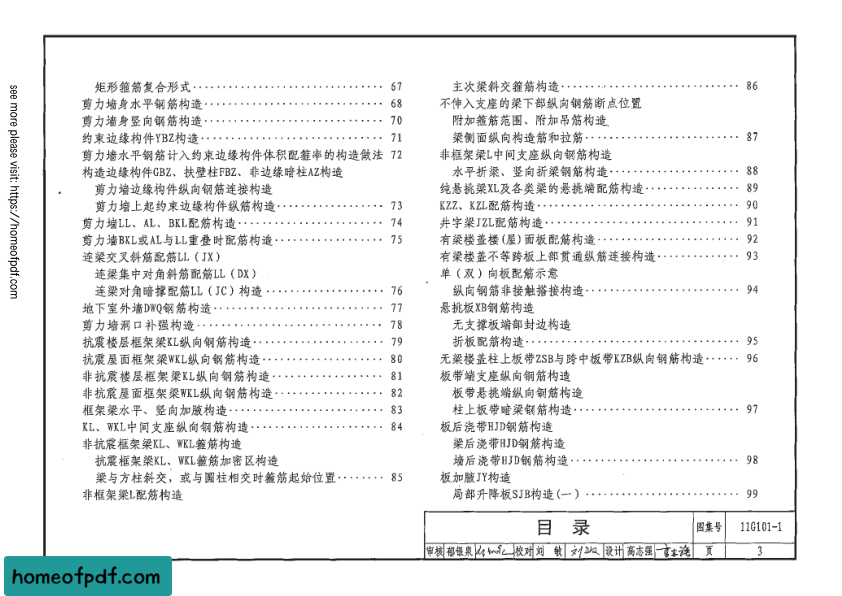 see more please visit: https://homeofpdf.com
矩形箍筋复合形式 67
剪力墙身水平钢筋构造 68
剪力墙身竖向钢筋构造 70
约束边缘构件YBZ构造 71
剪力墙水平钢筋计入约束边缘构件体积配箍率的构造做法 72
构造边缘构件GBZ、扶壁柱FBZ、非边缘暗柱AZ构造
剪力墙边缘构件纵向钢筋连接构造
剪力墙上起约束边缘构件纵筋构造 73
剪力墙LL、AL、BKL配筋构造 74
剪力墙BKL或AL与LL重叠时配筋构造 75
连梁交叉斜筋配筋LL(JX)
连梁集中对角斜筋配筋LL(DX)
连梁对角暗撑配筋LL(JC)构造 76
地下室外墙DWQ钢筋构造 77
剪力墙洞口补强构造 78
抗震楼层框架梁KL纵向钢筋构造 79
抗震屋面框架梁WKL纵向钢筋构造 80
非抗震楼层框架梁KL纵向钢筋构造 81
非抗震屋面框架梁WKL纵向钢筋构造 82
框架梁水平、竖向加腋构造 83
KL、WKL中间支座纵向钢筋构造 84
非抗震框架梁KL、WKL箍筋构造
抗震框架梁KL、WKL箍筋加密区构造
梁与方柱斜交，或与圆柱相交时箍筋起始位置 85
非框架梁L配筋构造
主次梁斜交箍筋构造 86
不伸入支座的梁下部纵向钢筋断点位置
附加箍筋范围、附加吊筋构造
梁侧面纵向构造筋和拉筋 87
非框架梁L中间支座纵向钢筋构造
水平折梁、竖向折梁钢筋构造 88
纯悬挑梁XL及各类梁的悬挑端配筋构造 89
KZZ、KZL配筋构造 90
井字梁JZL配筋构造 91
有梁楼盖楼(屋)面板配筋构造 92
有梁楼盖不等跨板上部贯通纵筋连接构造 93
单(双)向板配筋示意
纵向钢筋非接触搭接构造 94
悬挑板XB钢筋构造
无支撑板端部封边构造
折板配筋构造 95
无梁楼盖柱上板带ZSB与跨中板带KZB纵向钢筋构造 96
板带端支座纵向钢筋构造
板带悬挑端纵向钢筋构造
柱上板带暗梁钢筋构造 97
板后浇带HJD钢筋构造
梁后浇带HJD钢筋构造
墙后浇带HJD钢筋构造 98
板加腋JY构造
局部升降板SJB构造(一) 99
目 录 图集号 11G101-1
审核 郁银泉 校对 刘 敏 设计 高志强 页 3
homeofpdf.com